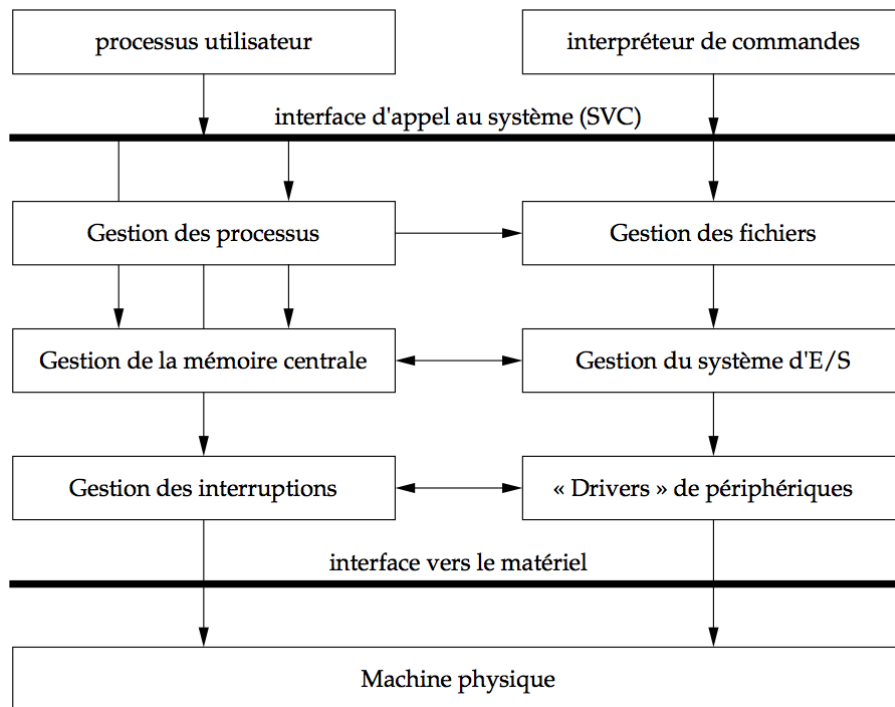 processus utilisateur
interpréteur de commandes
interface d'appel au système (SVC)
Gestion des processus
Gestion des fichiers
Gestion de la mémoire centrale
Gestion du système d'E/S
Gestion des interruptions
« Drivers » de périphériques
interface vers le matériel
Machine physique